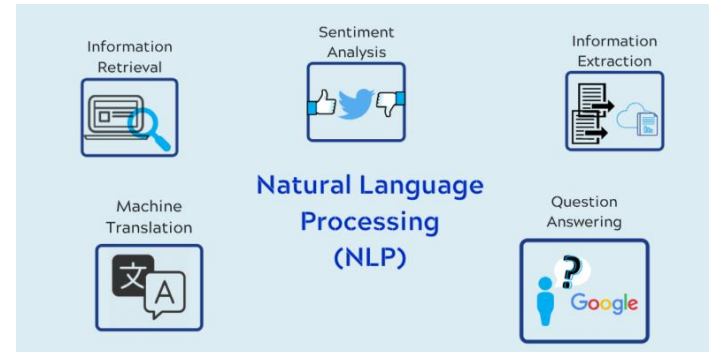 Information
Retrieval
Sentiment
Analysis
Information
Extraction
Natural Language
Processing
(NLP)
Machine
Translation
文
A
Question
Answering
?
Google